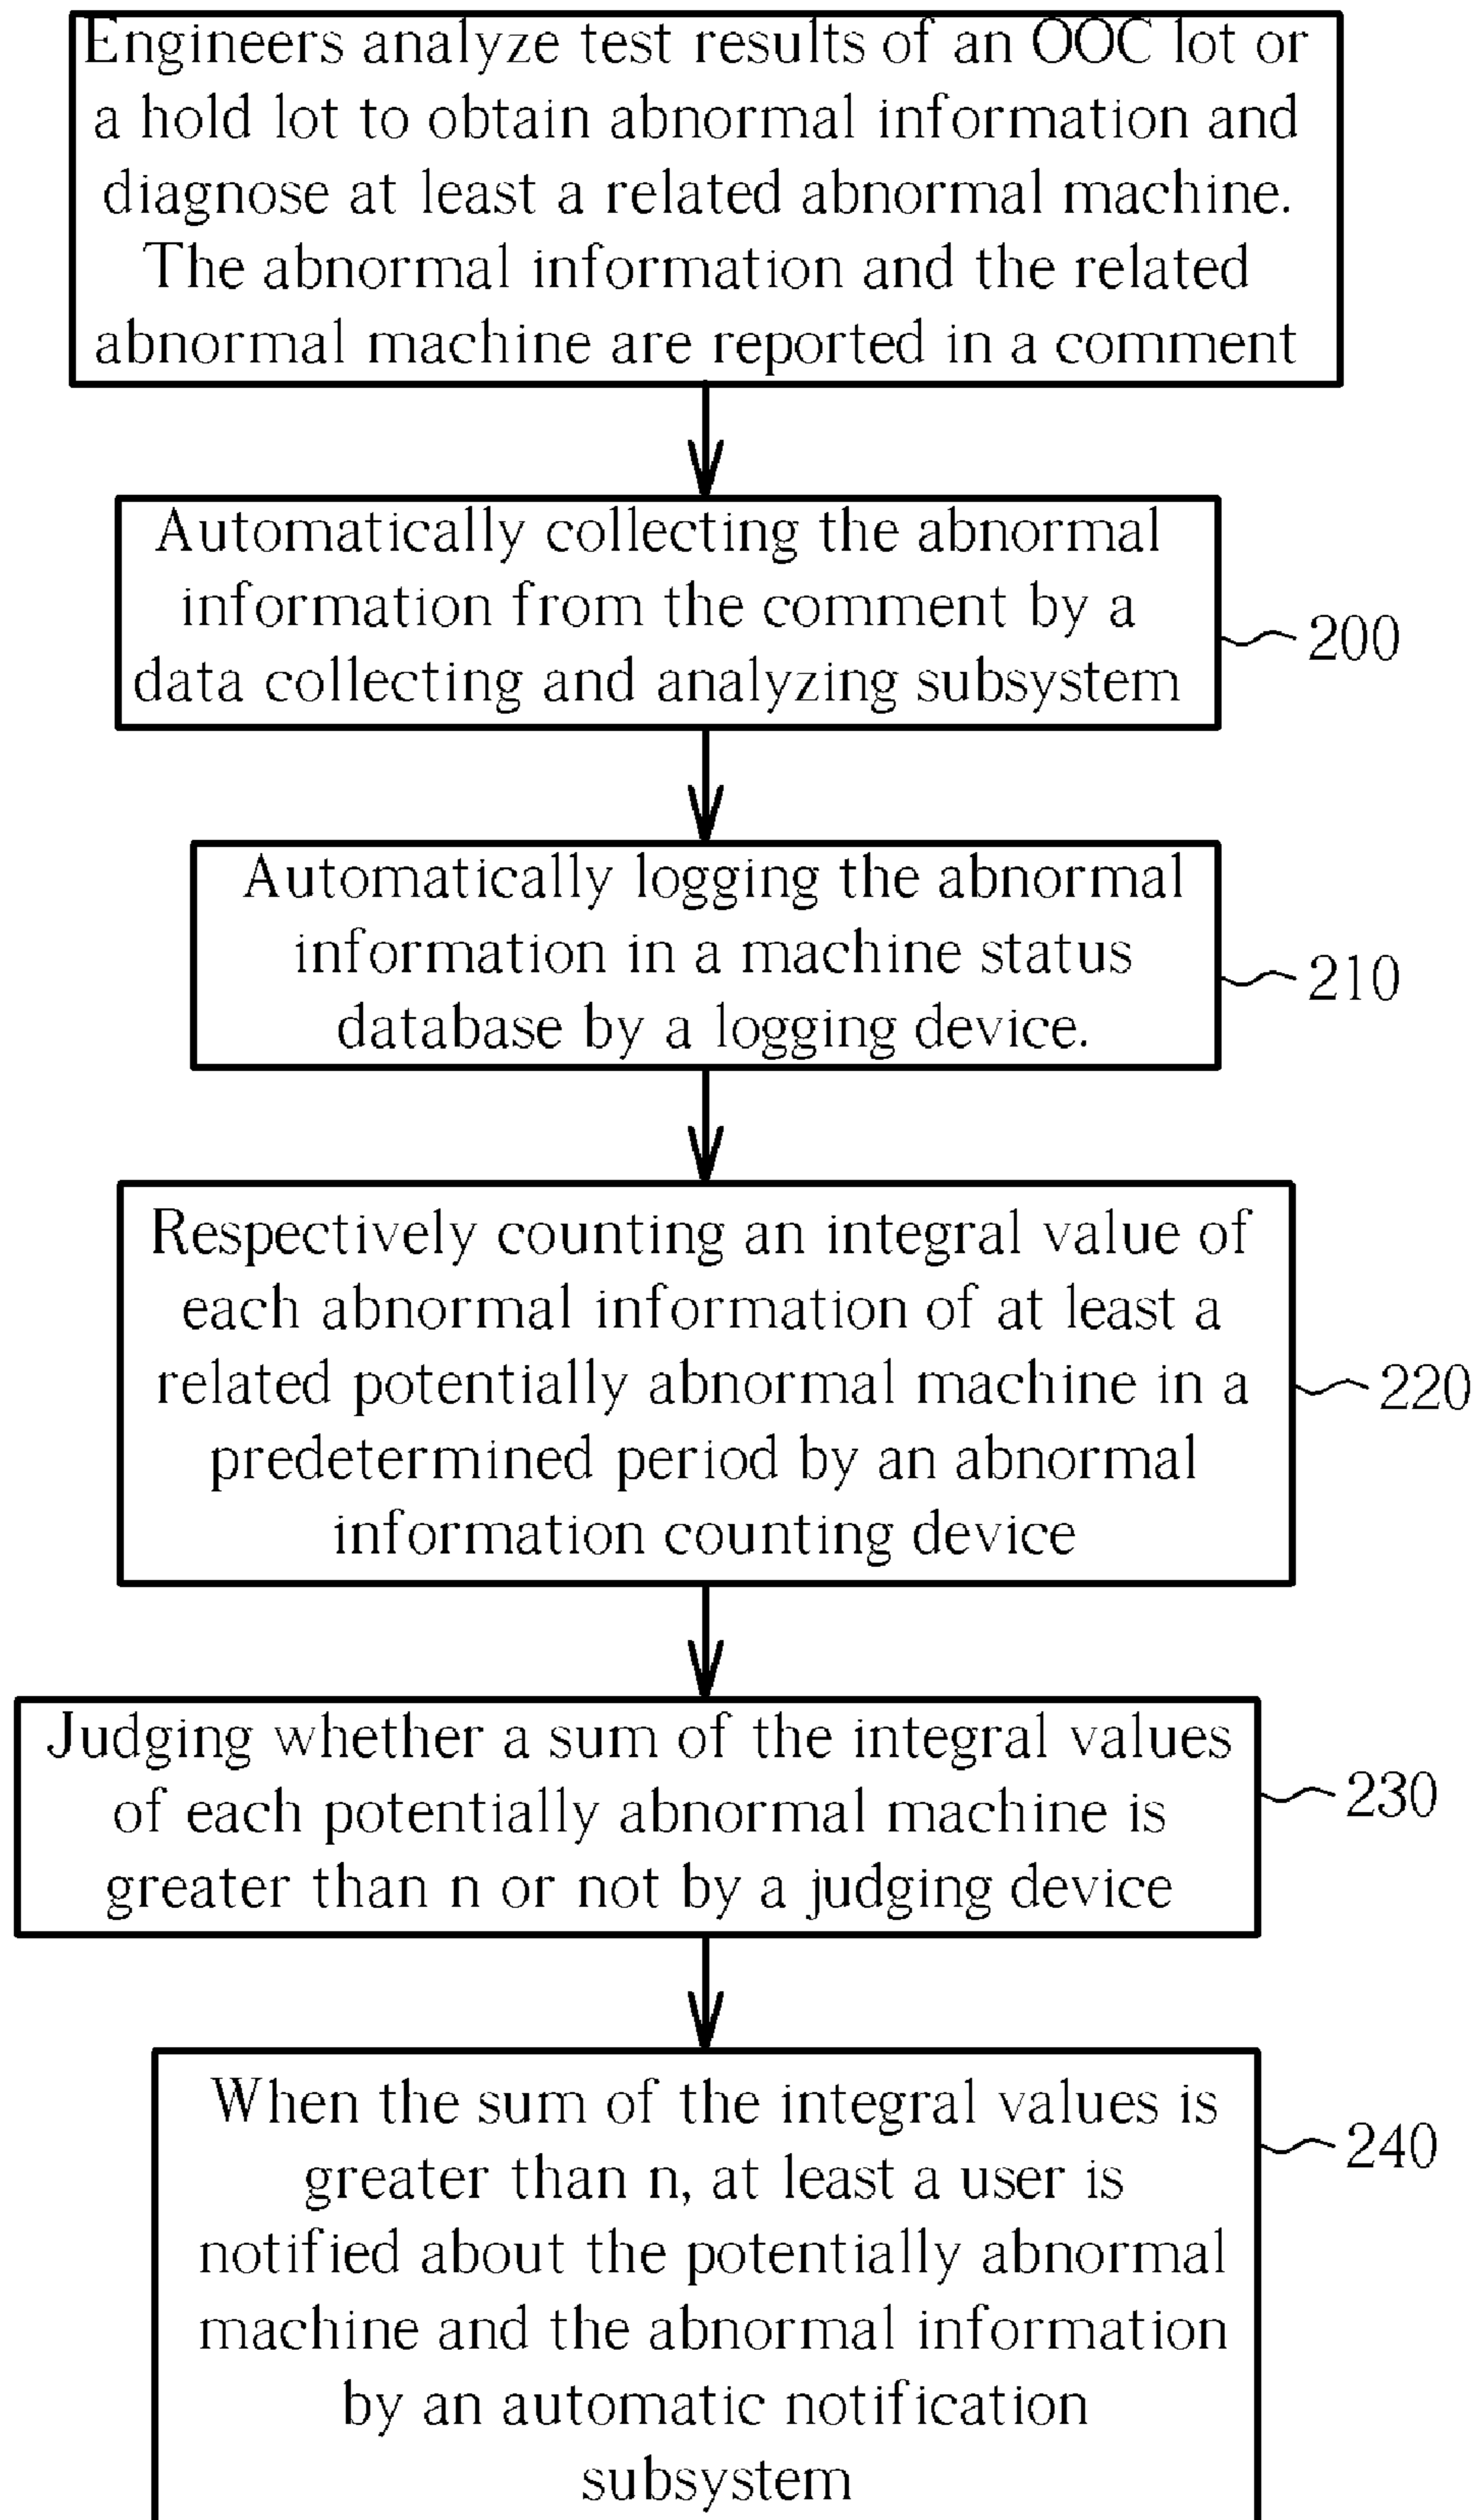 Engineers analyze test results of an OOC lot or
a hold lot to obtain abnormal information and
diagnose at least a related abnormal machine.
The abnormal information and the related
abnormal machine are reported in a comment
Automatically collecting the abnormal
information from the comment by a
data collecting and analyzing subsystem
200
Automatically logging the abnormal
information in a machine status
database by a logging device.
210
Respectively counting an integral value of
each abnormal information of at least a
related potentially abnormal machine in a
predetermined period by an abnormal
information counting device
220
Judging whether a sum of the integral values
of each potentially abnormal machine is
greater than n or not by a judging device
230
When the sum of the integral values is
greater than n, at least a user is
notified about the potentially abnormal
machine and the abnormal information
by an automatic notification
subsystem
240